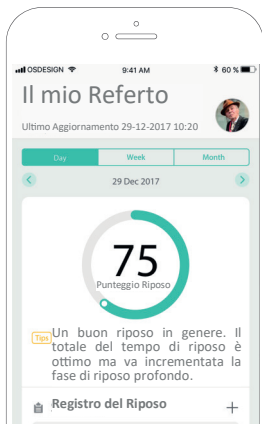 OSDESIGN 9:41 AM 60 %
Il mio Referto
Ultimo Aggiornamento 29-12-2017 10:20
Day Week Month
29 Dec 2017
75
Punteggio Riposo
Tips Un buon riposo in genere. Il
totale del tempo di riposo è
ottimo ma va incrementata la
fase di riposo profondo.
Registro del Riposo